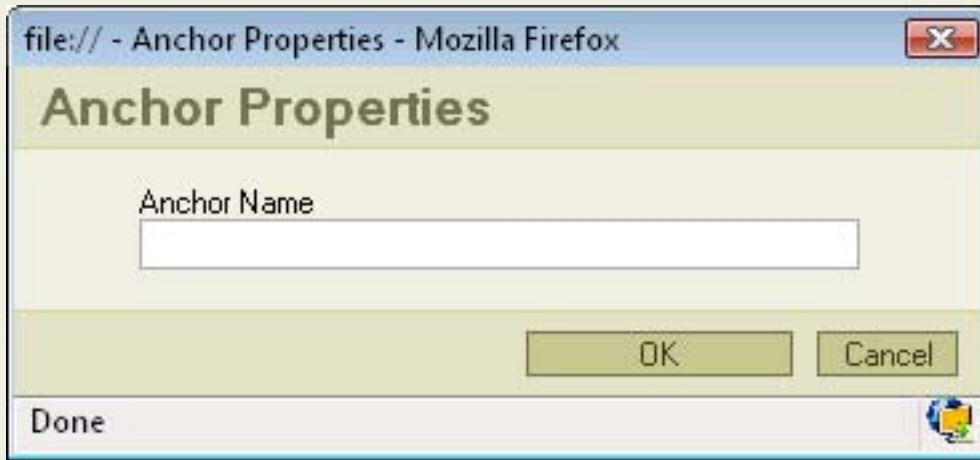 file:// - Anchor Properties - Mozilla Firefox
Anchor Properties
Anchor Name
OK
Cancel
Done